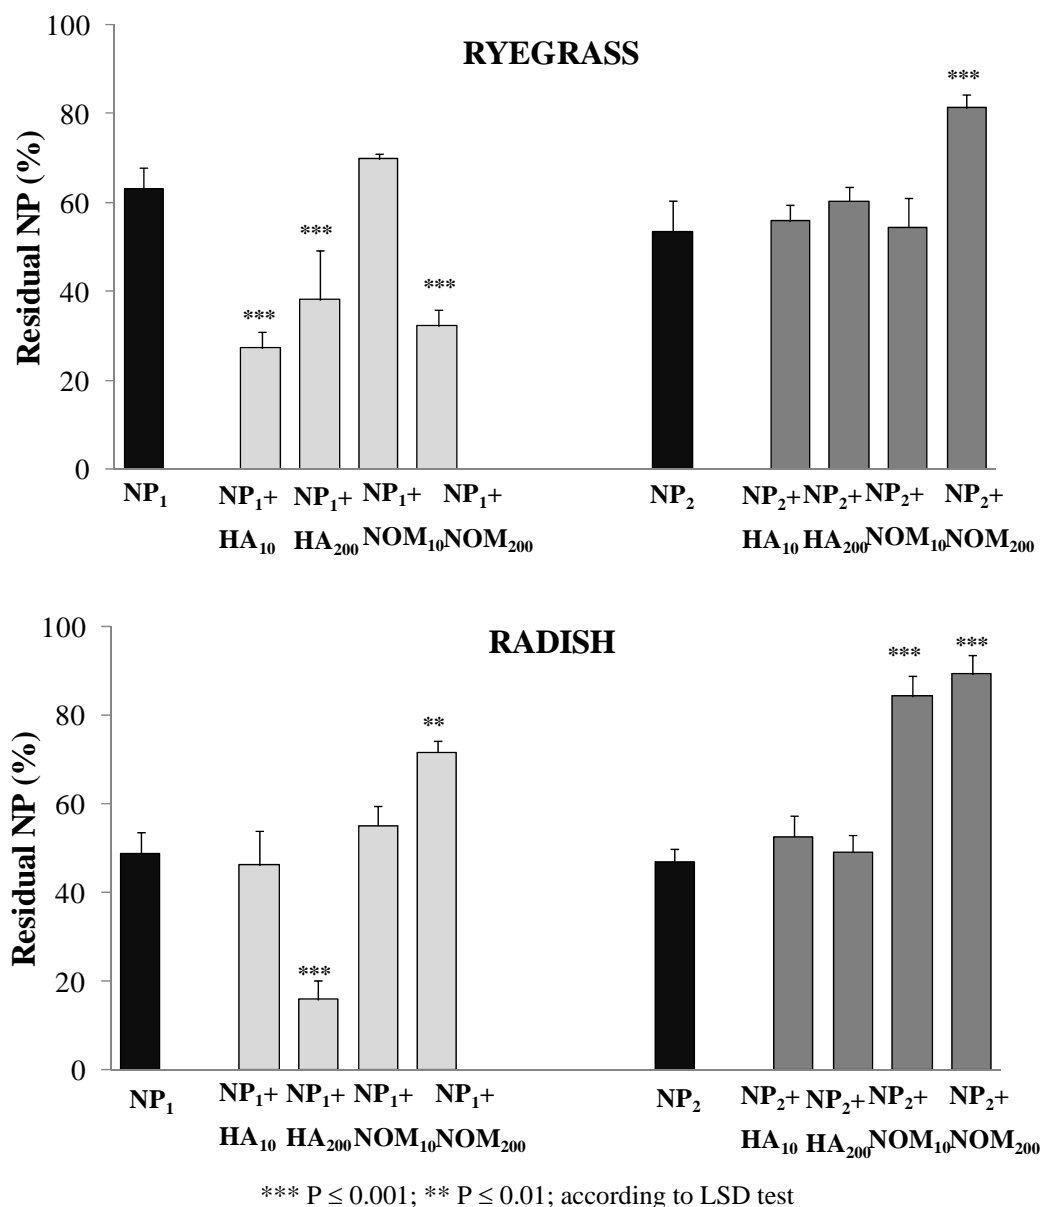 RYEGRASS
Residual NP (%)
100
80
60
40
20
0
***
***
***
***
NP₁
NP₁+
HA₁₀
NP₁+
HA₂₀₀
NP₁+
NOM₁₀
NP₁+
NOM₂₀₀
NP₂
NP₂+
HA₁₀
NP₂+
HA₂₀₀
NP₂+
NOM₁₀
NP₂+
NOM₂₀₀
RADISH
Residual NP (%)
100
80
60
40
20
0
***
**
***
***
NP₁
NP₁+
HA₁₀
NP₁+
HA₂₀₀
NP₁+
NOM₁₀
NP₁+
NOM₂₀₀
NP₂
NP₂+
HA₁₀
NP₂+
HA₂₀₀
NP₂+
NOM₁₀
NP₂+
NOM₂₀₀
*** P ≤ 0.001; ** P ≤ 0.01; according to LSD test